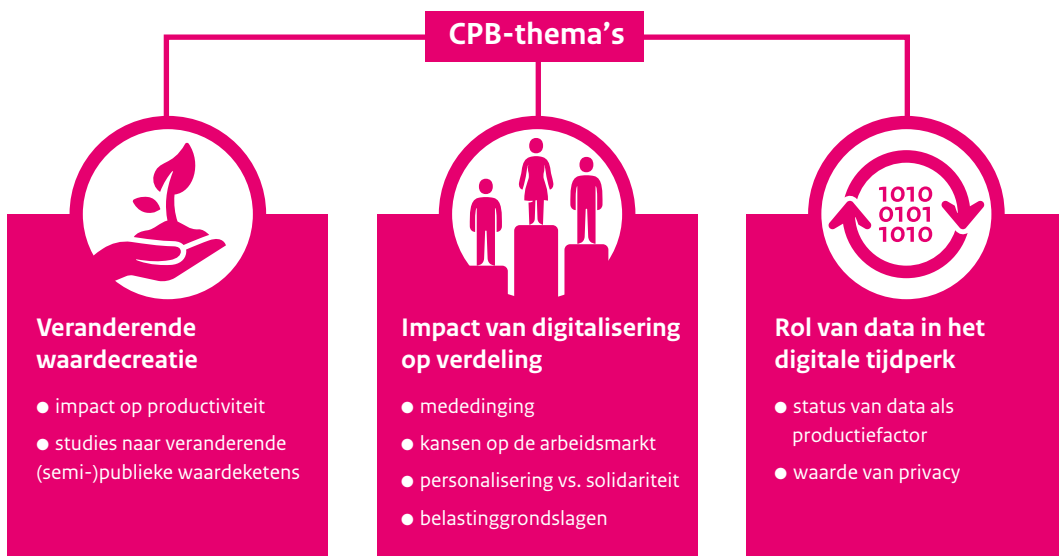 CPB-thema's
1010
0101
1010
Veranderende
waardecreatie
● impact op productiviteit
● studies naar veranderende
(semi-)publieke waardeketens
Impact van digitalisering
op verdeling
● mededinging
● kansen op de arbeidsmarkt
● personalisering vs. solidariteit
● belastinggrondslagen
Rol van data in het
digitale tijdperk
● status van data als
productiefactor
● waarde van privacy